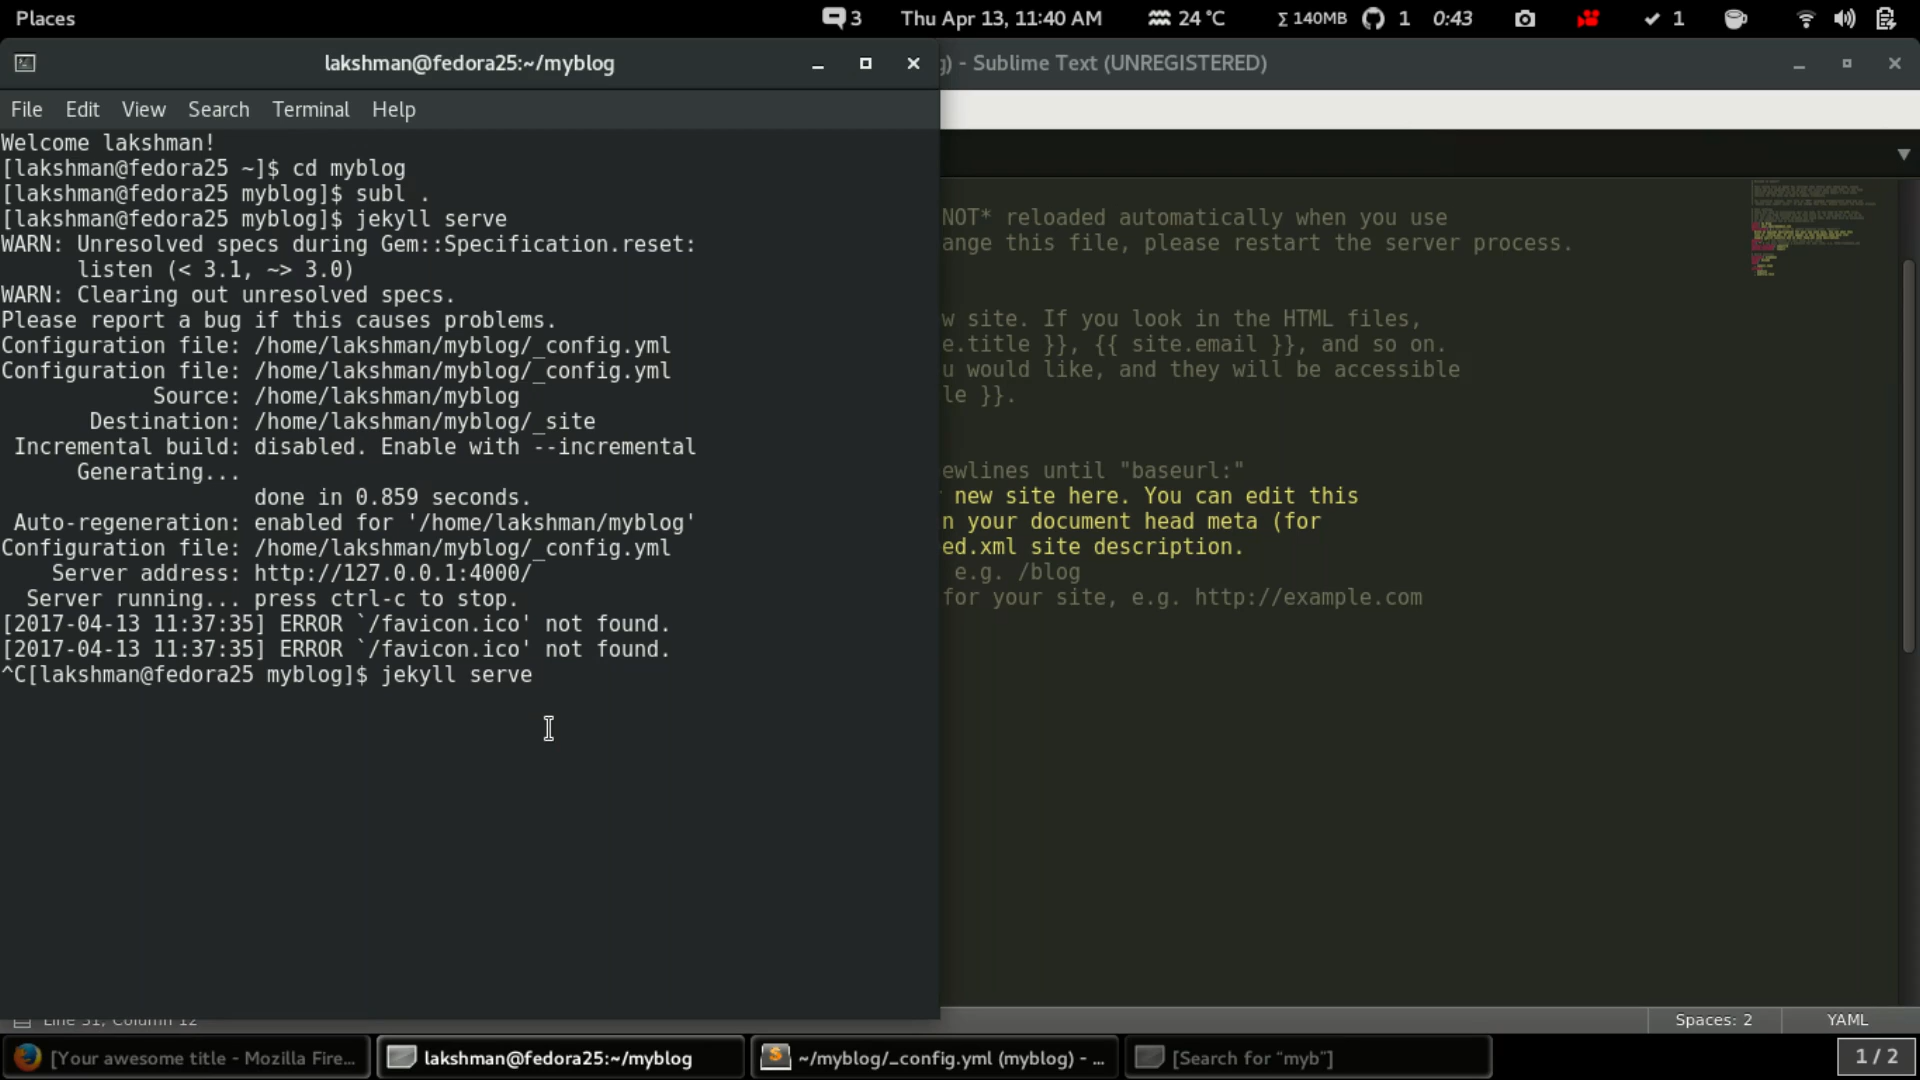 Places
3
Thu Apr 13, 11:40 AM
24 °C
Σ 140MB
1
0:43
1
lakshman@fedora25:~/myblog
) - Sublime Text (UNREGISTERED)
File Edit View Search Terminal Help
Welcome lakshman!
[lakshman@fedora25 ~]$ cd myblog
[lakshman@fedora25 myblog]$ subl .
[lakshman@fedora25 myblog]$ jekyll serve
WARN: Unresolved specs during Gem::Specification.reset:
listen (< 3.1, ~> 3.0)
WARN: Clearing out unresolved specs.
Please report a bug if this causes problems.
Configuration file: /home/lakshman/myblog/_config.yml
Configuration file: /home/lakshman/myblog/_config.yml
Source: /home/lakshman/myblog
Destination: /home/lakshman/myblog/_site
Incremental build: disabled. Enable with --incremental
Generating...
done in 0.859 seconds.
Auto-regeneration: enabled for '/home/lakshman/myblog'
Configuration file: /home/lakshman/myblog/_config.yml
Server address: http://127.0.0.1:4000/
Server running... press ctrl-c to stop.
[2017-04-13 11:37:35] ERROR `/favicon.ico' not found.
[2017-04-13 11:37:35] ERROR `/favicon.ico' not found.
^C[lakshman@fedora25 myblog]$ jekyll serve
NOT* reloaded automatically when you use
ange this file, please restart the server process.
w site. If you look in the HTML files,
e.title }}, {{ site.email }}, and so on.
u would like, and they will be accessible
le }}.
ewlines until "baseurl:"
new site here. You can edit this
n your document head meta (for
ed.xml site description.
e.g. /blog
for your site, e.g. http://example.com
Line 31, Column 12
Spaces: 2
YAML
[Your awesome title - Mozilla Fire...
lakshman@fedora25:~/myblog
~/myblog/_config.yml (myblog) - ...
[Search for “myb”]
1 / 2